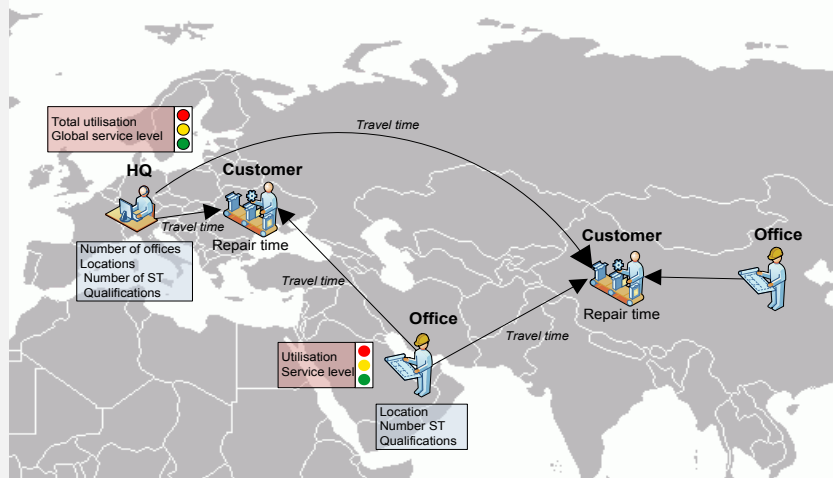 Total utilisation
Global service level
Travel time
HQ
Customer
Travel time
Repair time
Number of offices
Locations
Number of ST
Qualifications
Customer
Office
Travel time
Repair time
Office
Travel time
Utilisation
Service level
Location
Number ST
Qualifications